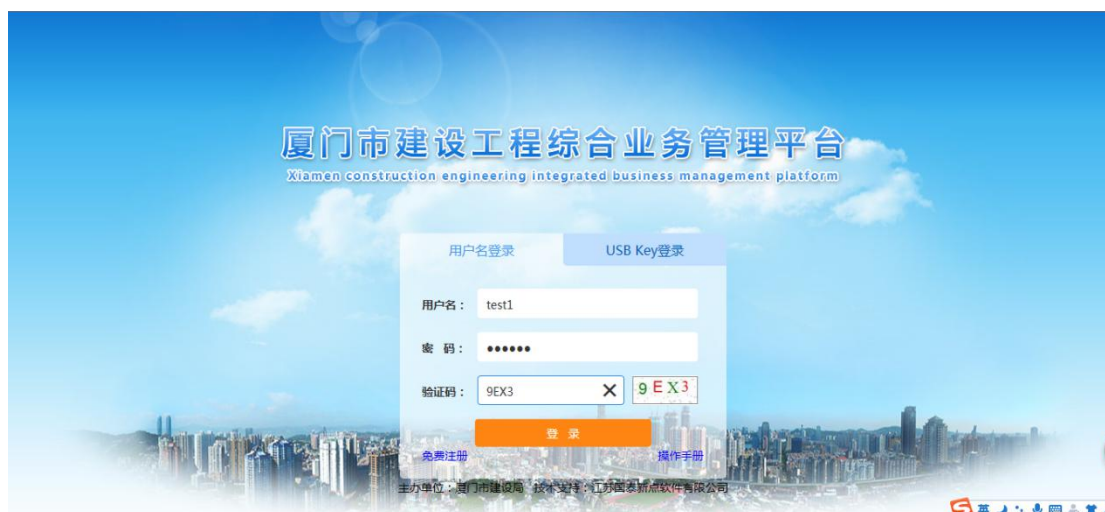 厦门市建设工程综合业务管理平台
Xiamen construction engineering integrated business management platform
用户名登录 USB Key登录
用户名： test1
密 码： ●●●●●●
验证码： 9EX3 9EX3
登 录
免费注册 操作手册
主办单位：厦门市建设局 技术支持：江苏国泰新点软件有限公司
英